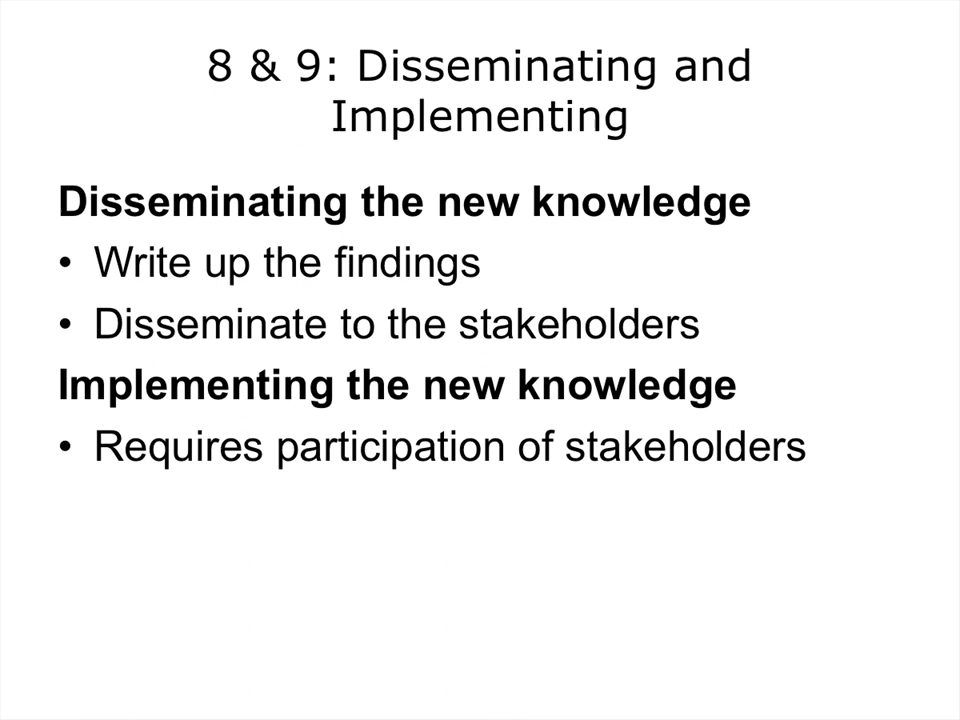 8 & 9: Disseminating and
Implementing
Disseminating the new knowledge
• Write up the findings
• Disseminate to the stakeholders
Implementing the new knowledge
• Requires participation of stakeholders